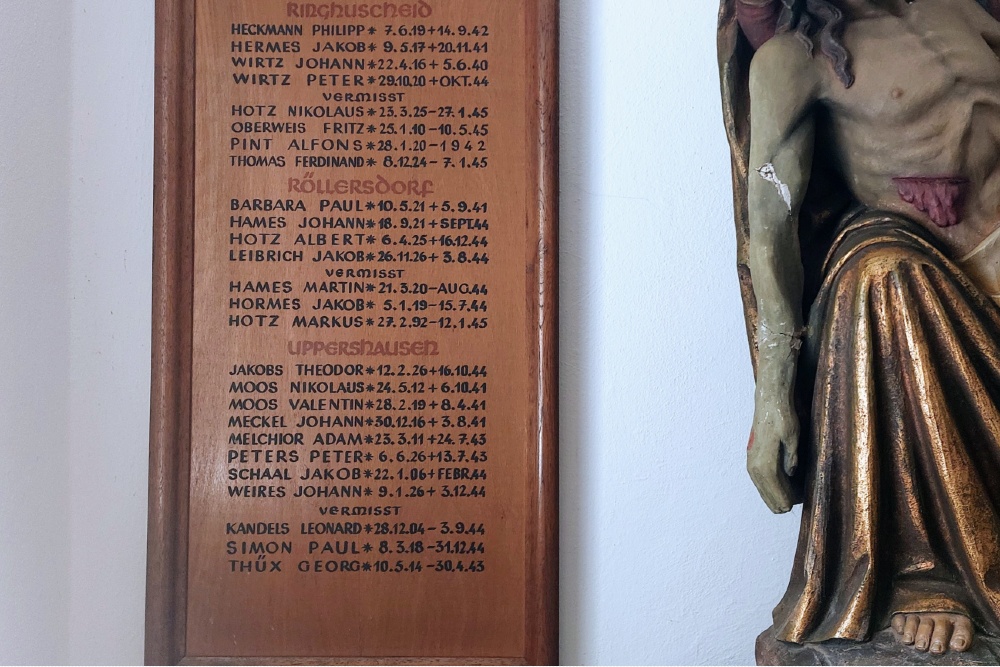 Ringhuscheid
HECKMANN PHILIPP * 7.6.19 + 14.9.42
HERMES JAKOB * 9.5.17 + 20.11.41
WIRTZ JOHANN * 22.4.16 + 5.6.40
WIRTZ PETER * 29.10.20 + OKT. 44
VERMISST
HOTZ NIKOLAUS * 23.3.25 – 27.1.45
OBERWEIS FRITZ * 25.1.10 – 10.5.45
PINT ALFONS * 28.1.20 – 1942
THOMAS FERDINAND * 8.12.24 – 7.1.45
RÖLLERSDORF
BARBARA PAUL * 10.5.21 + 5.9.41
HAMES JOHANN * 18.9.21 + SEPT. 44
HOTZ ALBERT * 6.4.25 + 16.12.44
LEIBRICH JAKOB * 26.11.26 + 3.8.44
VERMISST
HAMES MARTIN * 21.3.20 – AUG. 44
HORMES JAKOB * 5.1.19 – 15.7.44
HOTZ MARKUS * 27.2.92 – 12.1.45
UPPERSHAUSEN
JAKOBS THEODOR * 12.2.26 + 16.10.44
MOOS NIKOLAUS * 24.5.12 + 6.10.41
MOOS VALENTIN * 28.2.19 + 8.4.41
MECKEL JOHANN * 30.12.16 + 3.8.41
MELCHIOR ADAM * 23.3.11 + 24.7.43
PETERS PETER * 6.6.26 + 13.7.43
SCHAAL JAKOB * 22.1.06 + FEBR. 44
WEIRES JOHANN * 9.1.26 + 3.12.44
VERMISST
KANDELS LEONARD * 28.12.04 – 3.9.44
SIMON PAUL * 8.3.18 – 31.12.44
THÜX GEORG * 10.5.14 – 30.4.43